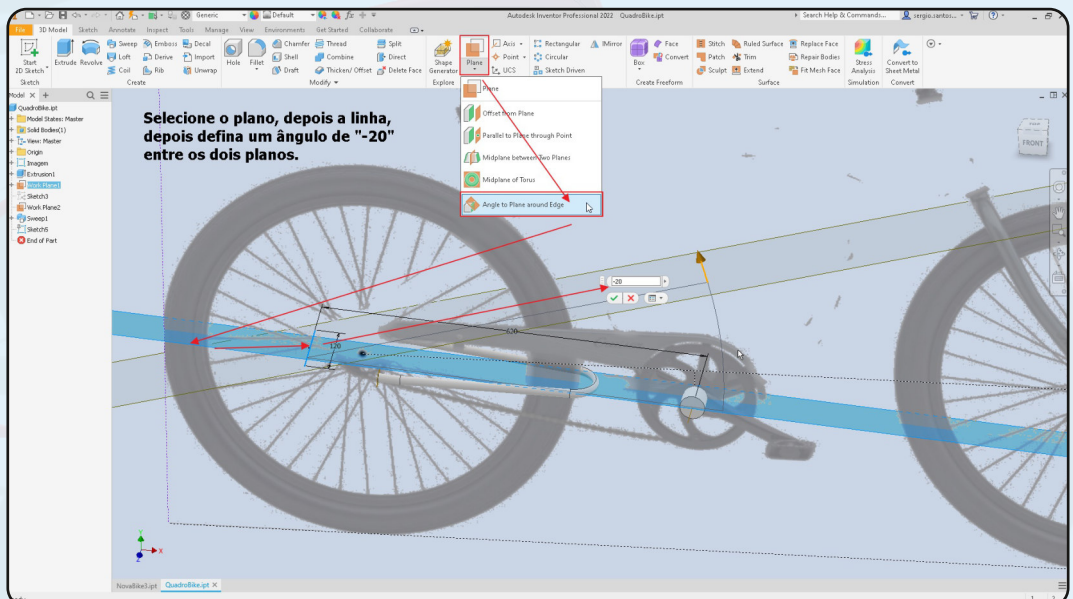 Generic
Default
Autodesk Inventor Professional 2022 QuadroBike.ipt
Search Help & Commands...
sergio.santos...
File 3D Model Sketch Annotate Inspect Tools Manage View Environments Get Started Collaborate
Start 2D Sketch
Sketch
Extrude Revolve
Sweep Emboss Decal
Loft Derive Import
Coil Rib Unwrap
Create
Hole Fillet
Chamfer Thread Split
Shell Combine Direct
Draft Thicken/ Offset Delete Face
Modify
Shape Generator
Explore
Plane
Axis
Point
UCS
Rectangular
Circular
Sketch Driven
Mirror
Box
Face
Convert
Create Freeform
Stitch Ruled Surface Replace Face
Patch Trim Repair Bodies
Sculpt Extend Fit Mesh Face
Surface
Stress Analysis
Simulation
Convert to Sheet Metal
Convert
Model
QuadroBike.ipt
Model States: Master
Solid Bodies(1)
View: Master
Origin
Imagem
Extrusion1
Work Plane1
Sketch3
Work Plane2
Sweep1
Sketch5
End of Part
Selecione o plano, depois a linha,
depois defina um ângulo de "-20"
entre os dois planos.
Plane
Offset from Plane
Parallel to Plane through Point
Midplane between Two Planes
Midplane of Torus
Angle to Plane around Edge
FRONT
-20
620
120
Y
X
Z
NovaBike3.ipt QuadroBike.ipt